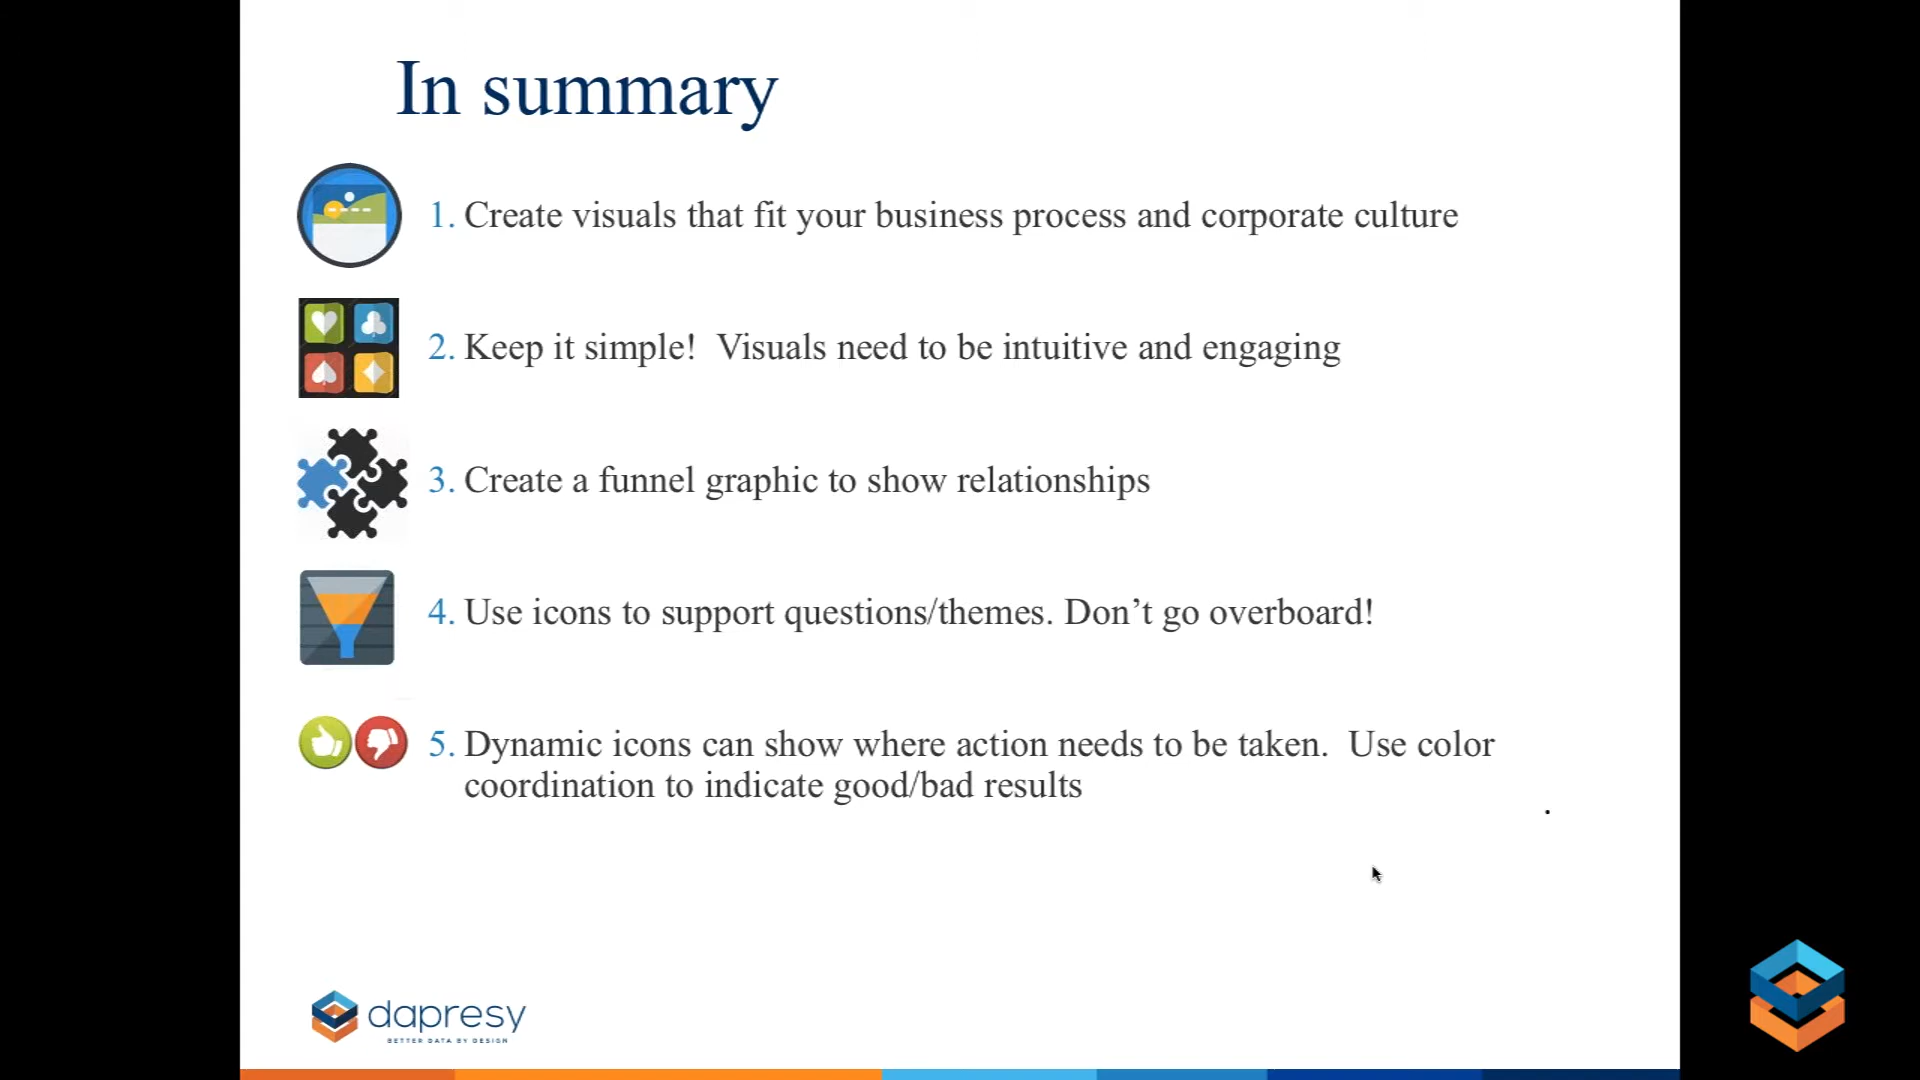 In summary
1. Create visuals that fit your business process and corporate culture
2. Keep it simple!  Visuals need to be intuitive and engaging
3. Create a funnel graphic to show relationships
4. Use icons to support questions/themes. Don’t go overboard!
5. Dynamic icons can show where action needs to be taken.  Use color
coordination to indicate good/bad results
.
dapresy
BETTER DATA BY DESIGN